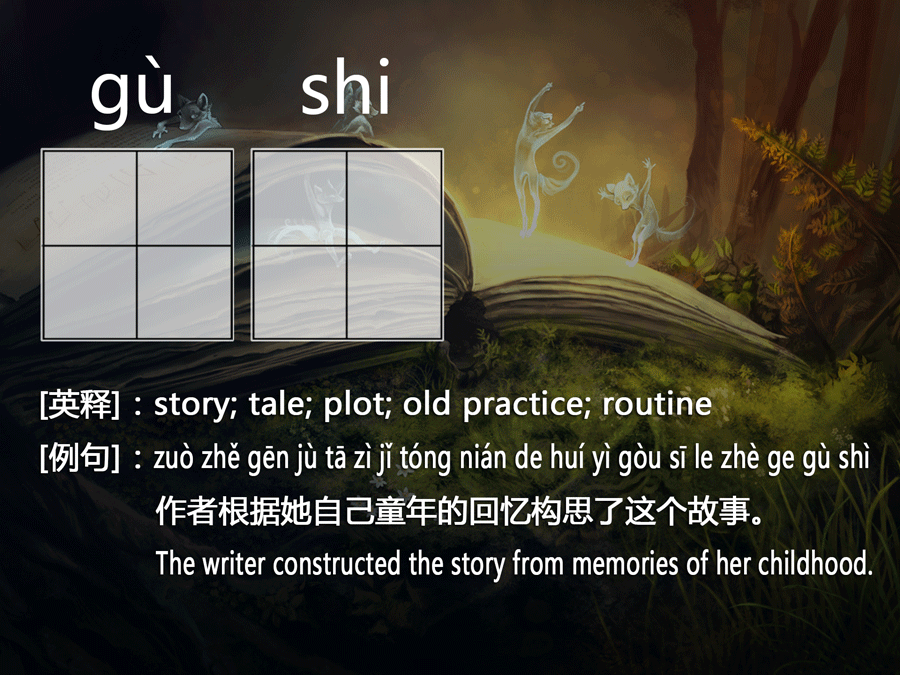 gù shi
[英释]：story; tale; plot; old practice; routine
[例句]：zuò zhě gēn jù tā zì jǐ tóng nián de huí yì gòu sī le zhè ge gù shì
作者根据她自己童年的回忆构思了这个故事。
The writer constructed the story from memories of her childhood.